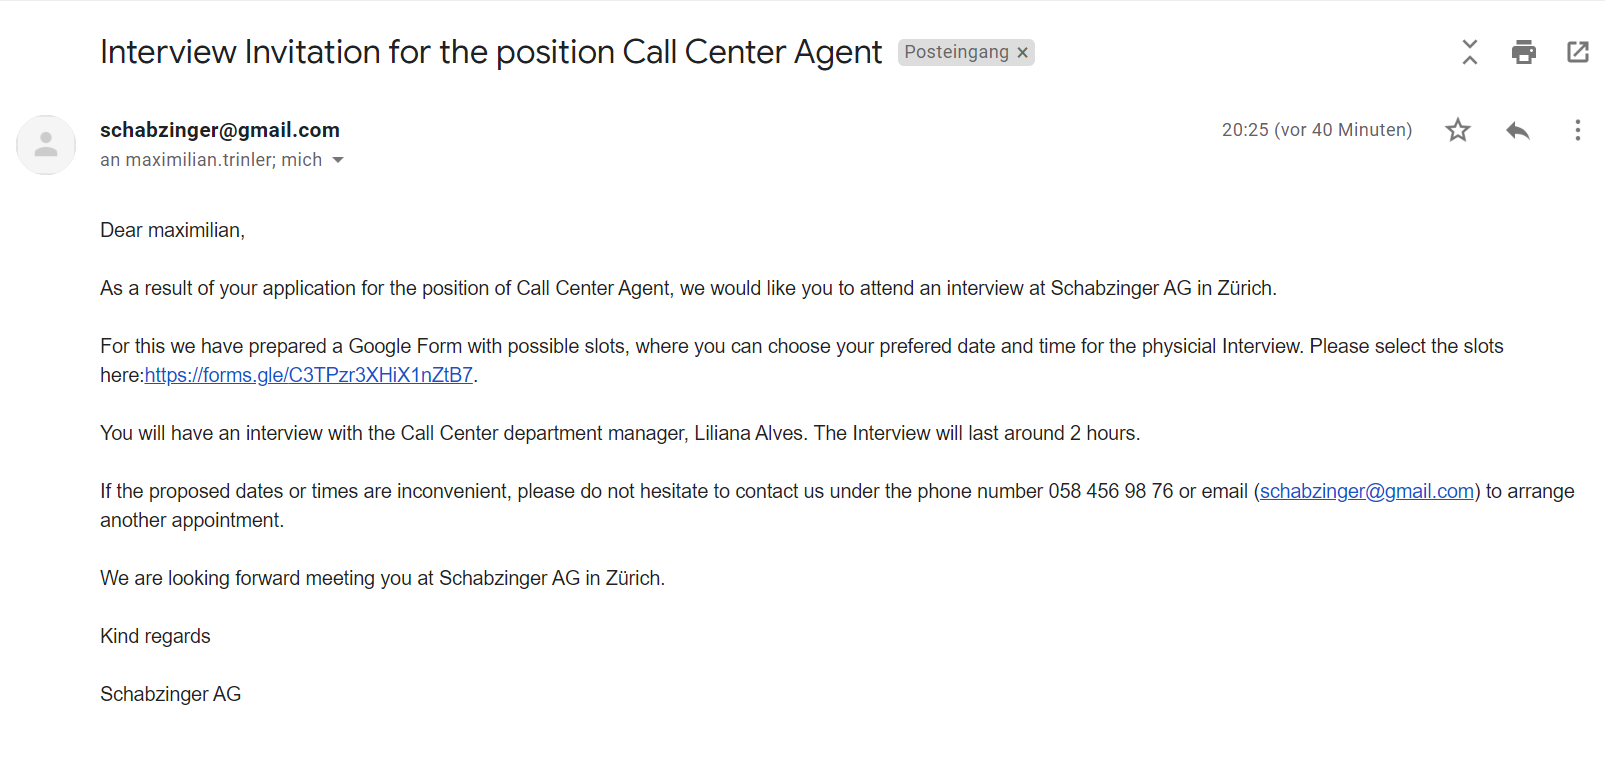 Interview Invitation for the position Call Center Agent Posteingang ×
schabzinger@gmail.com 20:25 (vor 40 Minuten)
an maximilian.trinler; mich
Dear maximilian,
As a result of your application for the position of Call Center Agent, we would like you to attend an interview at Schabzinger AG in Zürich.
For this we have prepared a Google Form with possible slots, where you can choose your prefered date and time for the physicial Interview. Please select the slots
here:https://forms.gle/C3TPzr3XHiX1nZtB7.
You will have an interview with the Call Center department manager, Liliana Alves. The Interview will last around 2 hours.
If the proposed dates or times are inconvenient, please do not hesitate to contact us under the phone number 058 456 98 76 or email (schabzinger@gmail.com) to arrange
another appointment.
We are looking forward meeting you at Schabzinger AG in Zürich.
Kind regards
Schabzinger AG